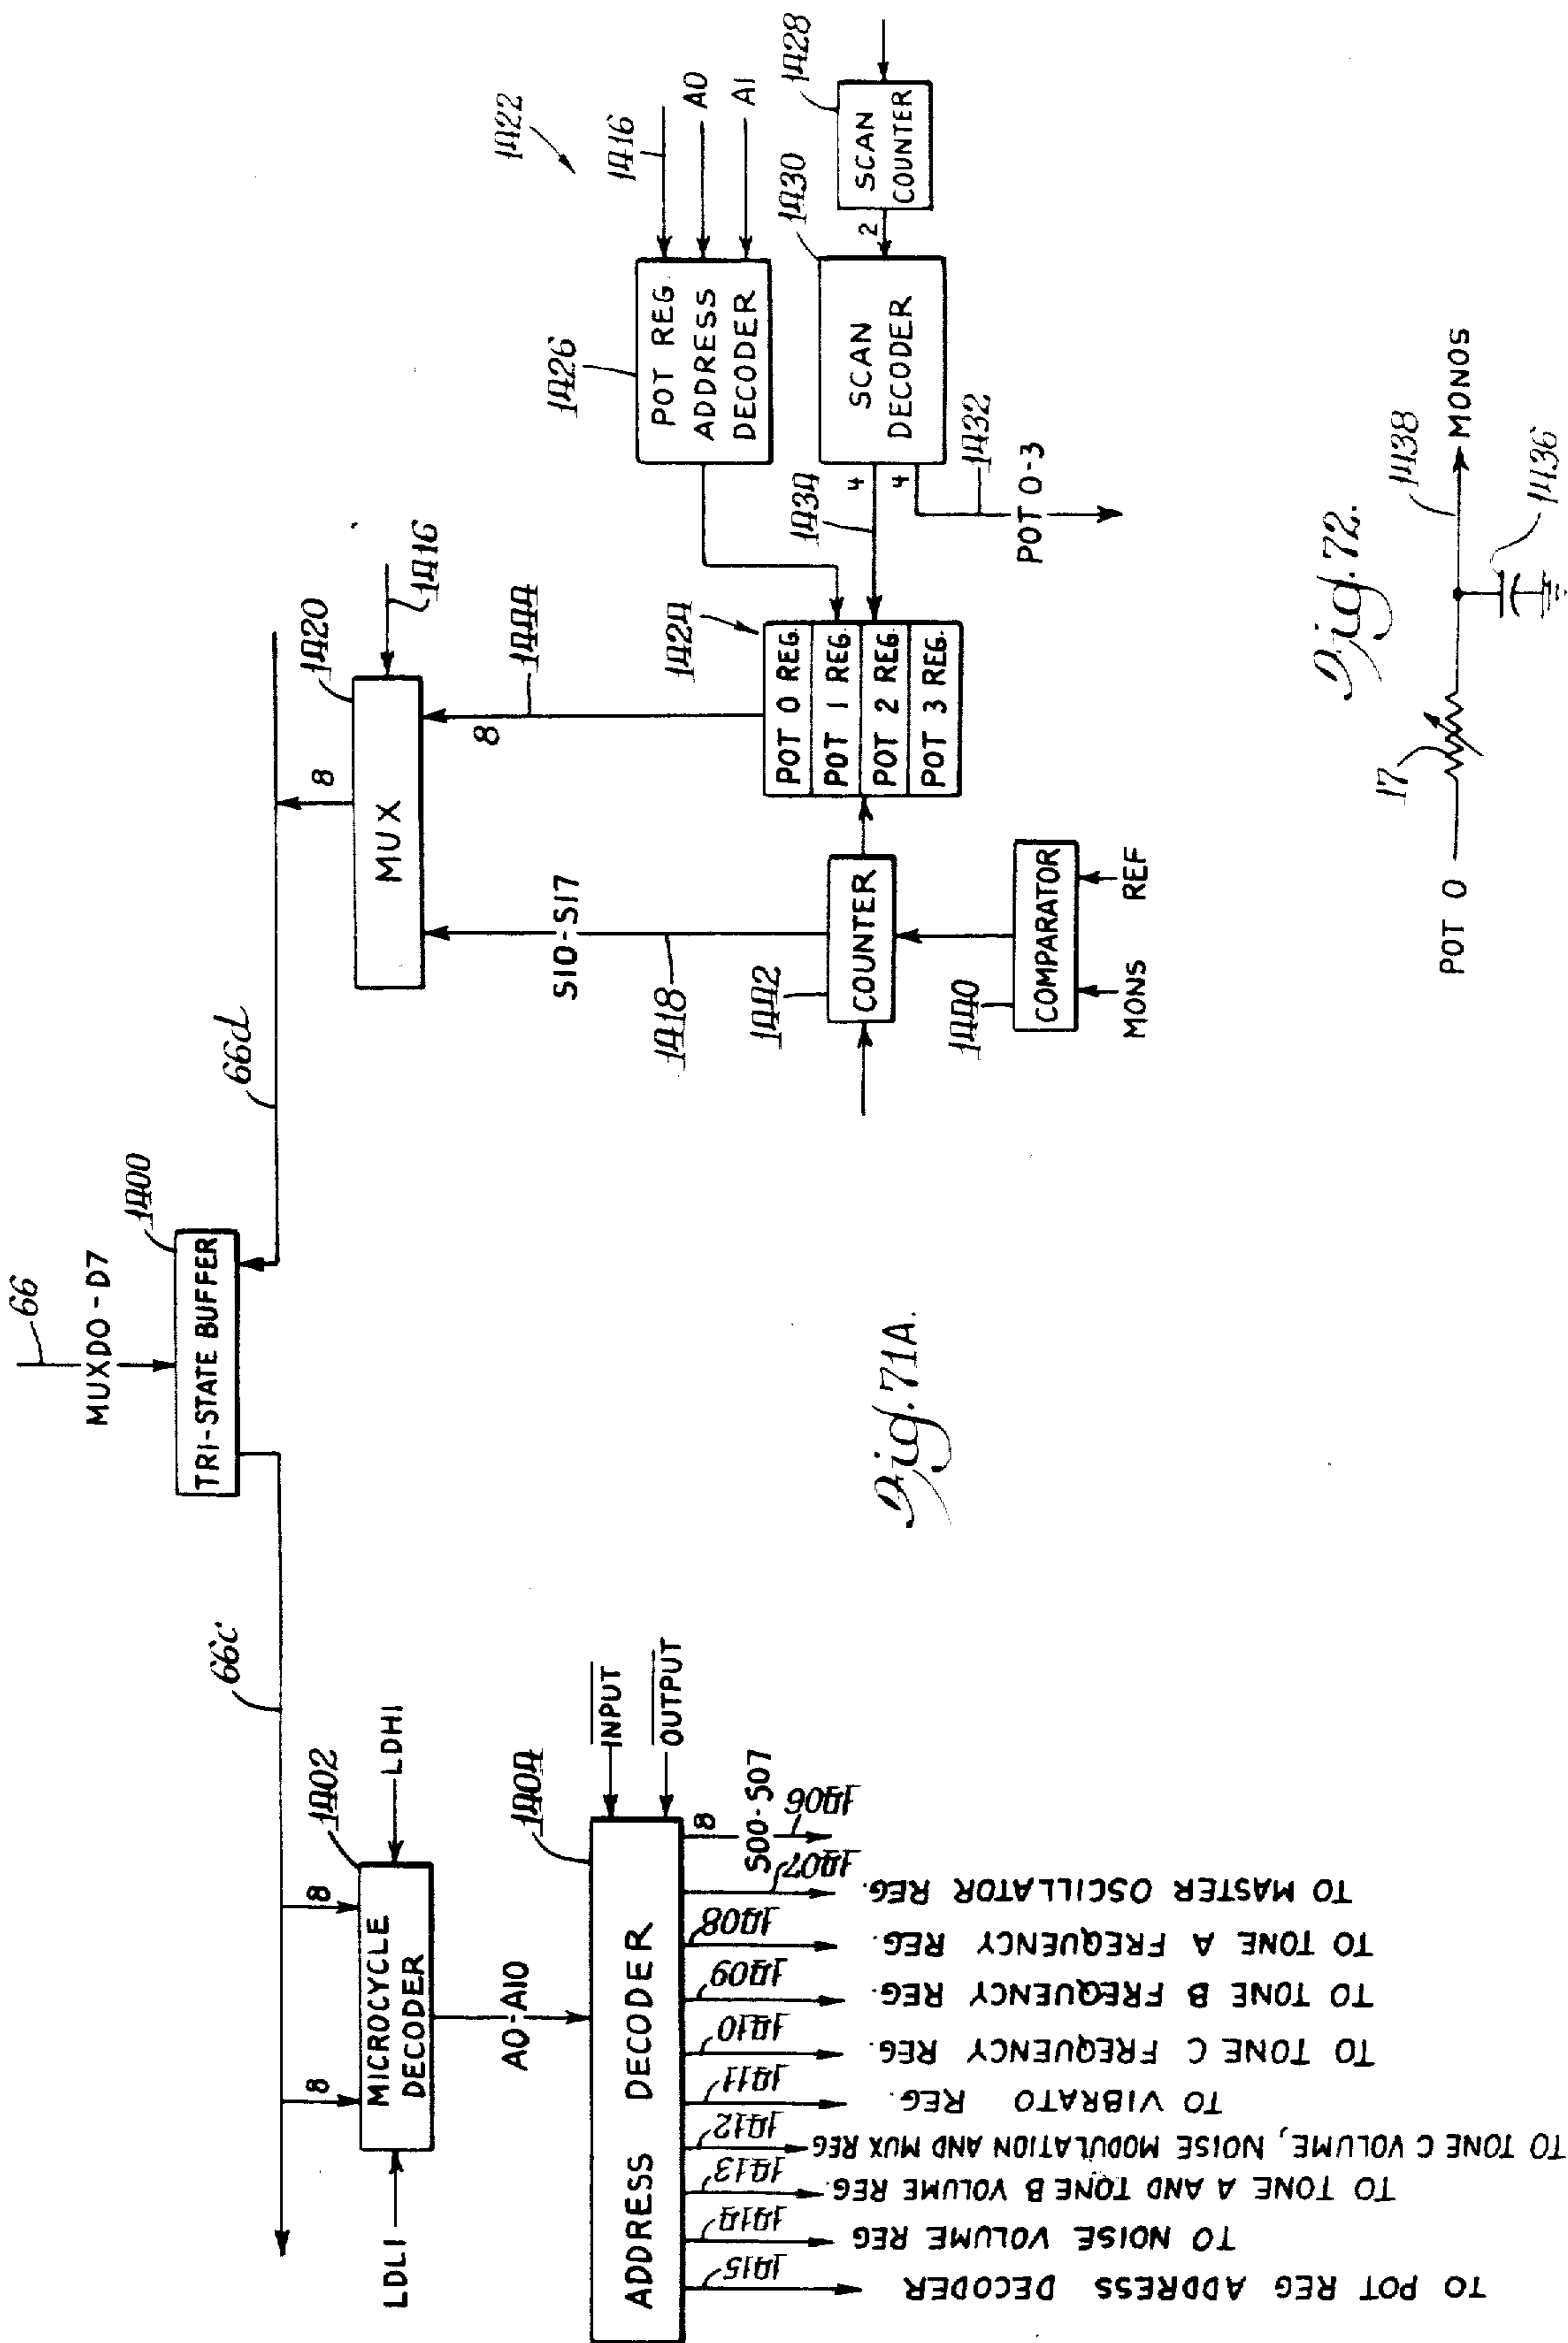 66
MUXD0-D7
1400
TRI-STATE BUFFER
66c
66d
1402
8
8
MICROCYCLE
DECODER
LDLI
LDHI
A0-A10
1404
INPUT
OUTPUT
ADDRESS DECODER
8
S00-S07
1406
1407
TO MASTER OSCILLATOR REG.
1408
TO TONE A FREQUENCY REG.
1409
TO TONE B FREQUENCY REG.
1410
TO TONE C FREQUENCY REG.
1411
TO VIBRATO REG.
1412
TO TONE C VOLUME, NOISE MODULATION AND MUX REG
1413
TO TONE A AND TONE B VOLUME REG.
1414
TO NOISE VOLUME REG
1415
TO POT REG ADDRESS DECODER
8
1420
MUX
1416
S10-S17
1418
8
1444
1442
COUNTER
1440
COMPARATOR
MONS
REF
1424
POT 0 REG.
POT 1 REG.
POT 2 REG.
POT 3 REG.
1422
1426
POT REG.
ADDRESS
DECODER
1416
A0
A1
1434
4
4
1430
SCAN
DECODER
2
1428
SCAN
COUNTER
1432
POT 0-3
Fig. 71A.
Fig. 72.
POT 0
17
1438
MONOS
1436